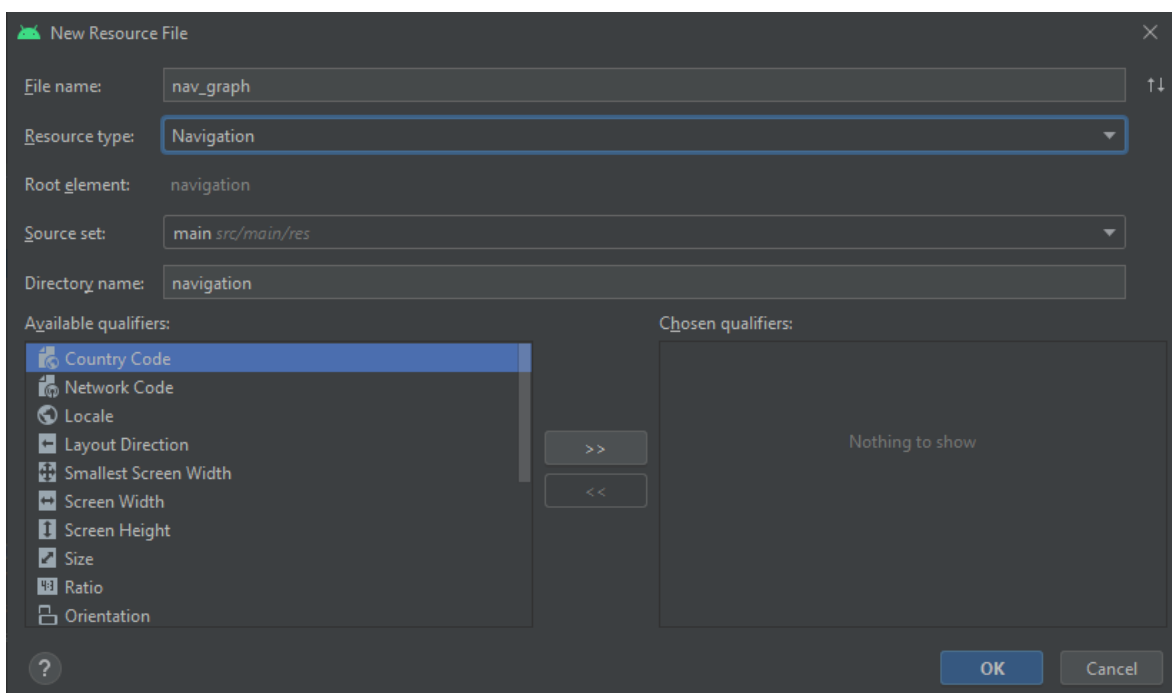 New Resource File
File name: nav_graph
Resource type: Navigation
Root element: navigation
Source set: main src/main/res
Directory name: navigation
Available qualifiers:
Country Code
Network Code
Locale
Layout Direction
Smallest Screen Width
Screen Width
Screen Height
Size
Ratio
Orientation
>>
<<
Chosen qualifiers:
Nothing to show
?
OK
Cancel